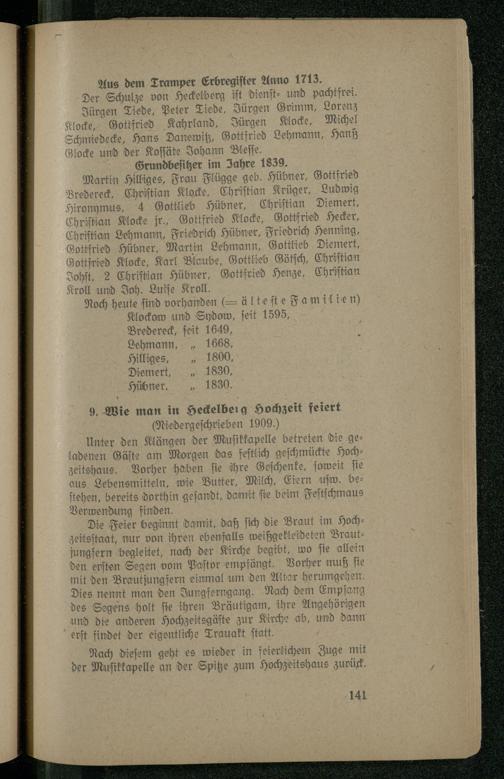 Aus dem Tramper Erbregister Anno 1713.
Der Schulze von Heckelberg ist dienst- und pachtfrei.
Jürgen Tiede, Peter Tiede, Jürgen Grimm, Lorenz
Klocke, Gottfried Kahrland, Jürgen Klocke, Michel
Schmiedecke, Hans Danewitz, Gottfried Lehmann, Hanß
Glocke und der Kossäte Johann Blesse.
Grundbesitzer im Jahre 1839.
Martin Hilliges, Frau Flügge geb. Hübner, Gottfried
Bredereck, Christian Klocke, Christian Krüger, Ludwig
Hironymus, 4 Gottlieb Hübner, Christian Diemert,
Christian Klocke jr., Gottfried Klocke, Gottfried Hecker,
Christian Lehmann, Friedrich Hübner, Friedrich Henning,
Gottfried Hübner, Martin Lehmann, Gottlieb Diemert,
Gottfried Klocke, Karl Blaube, Gottlieb Götsch, Christian
Johst, 2 Christian Hübner, Gottfried Henze, Christian
Kroll und Joh. Luise Kroll.
Noch heute sind vorhanden (= älteste Familien)
Klockow und Sydow, seit 1595,
Bredereck, seit 1649,
Lehmann, „ 1668,
Hilliges, „ 1800,
Diemert, „ 1830,
Hübner. „ 1830.
9. Wie man in Heckelberg Hochzeit feiert
(Niedergeschrieben 1909.)
Unter den Klängen der Musikkapelle betreten die ge-
ladenen Gäste am Morgen das festlich geschmückte Hoch-
zeitshaus. Vorher haben sie ihre Geschenke, soweit sie
aus Lebensmitteln, wie Butter, Milch, Eiern usw. be-
stehen, bereits dorthin gesandt, damit sie beim Festschmaus
Verwendung finden.
Die Feier beginnt damit, daß sich die Braut im Hoch-
zeitsstaat, nur von ihren ebenfalls weißgekleideten Braut-
jungfern begleitet, nach der Kirche begibt, wo sie allein
den ersten Segen vom Pastor empfängt. Vorher muß sie
mit den Brautjungfern einmal um den Altar herumgehen.
Dies nennt man den Jungferngang. Nach dem Empfang
des Segens holt sie ihren Bräutigam, ihre Angehörigen
und die anderen Hochzeitsgäste zur Kirche ab, und dann
erst findet der eigentliche Trauakt statt.
Nach diesem geht es wieder in feierlichem Zuge mit
der Musikkapelle an der Spitze zum Hochzeitshaus zurück.
141